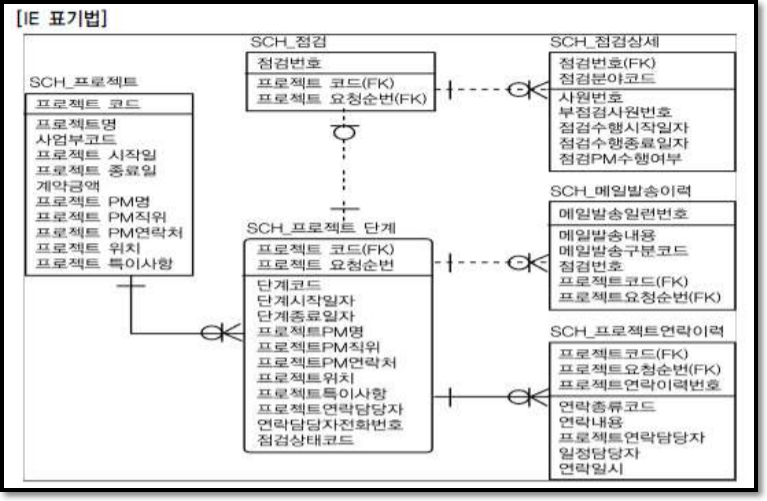 [IE 표기법]
SCH_프로젝트
프로젝트 코드
프로젝트명
사업부코드
프로젝트 시작일
프로젝트 종료일
계약금액
프로젝트 PM명
프로젝트 PM직위
프로젝트 PM연락처
프로젝트 위치
프로젝트 특이사항
SCH_점검
점검번호
프로젝트 코드(FK)
프로젝트 요청순번(FK)
SCH_프로젝트 단계
프로젝트 코드(FK)
프로젝트 요청순번
단계코드
단계시작일자
단계종료일자
프로젝트PM명
프로젝트PM직위
프로젝트PM연락처
프로젝트위치
프로젝트특이사항
프로젝트연락담당자
연락담당자전화번호
점검상태코드
SCH_점검상세
점검번호(FK)
점검분야코드
사원번호
부점검사원번호
점검수행시작일자
점검수행종료일자
점검PM수행여부
SCH_메일발송이력
메일발송일련번호
메일발송내용
메일발송구분코드
점검번호
프로젝트코드(FK)
프로젝트요청순번(FK)
SCH_프로젝트연락이력
프로젝트코드(FK)
프로젝트요청순번(FK)
프로젝트연락이력번호
연락종류코드
연락내용
프로젝트연락담당자
일정담당자
연락일시